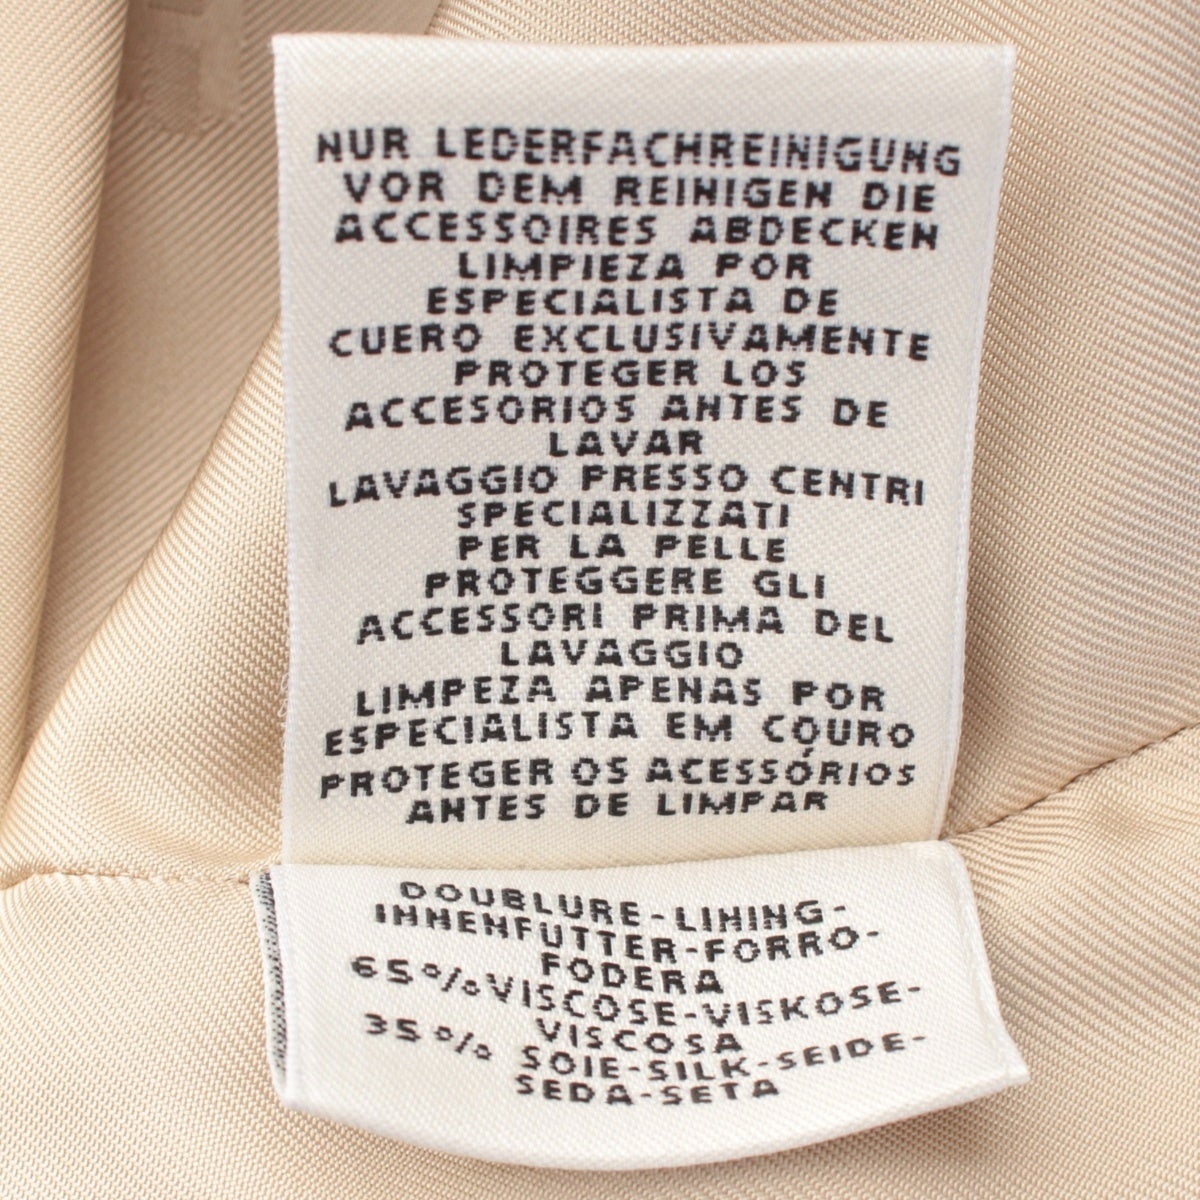 NUR LEDERFACHREINIGUNG
VOR DEM REINIGEN DIE
ACCESSOIRES ABDECKEN
LIMPIEZA POR
ESPECIALISTA DE
CUERO EXCLUSIVAMENTE
PROTEGER LOS
ACCESORIOS ANTES DE
LAVAR
LAVAGGIO PRESSO CENTRI
SPECIALIZZATI
PER LA PELLE
PROTEGGERE GLI
ACCESSORI PRIMA DEL
LAVAGGIO
LIMPEZA APENAS POR
ESPECIALISTA EM COURO
PROTEGER OS ACESSÓRIOS
ANTES DE LIMPAR
DOUBLURE-LINING-
INNENFUTTER-FORRO-
FODERA
65%VISCOSE-VISKOSE-
VISCOSA
35% SOIE-SILK-SEIDE-
SEDA-SETA